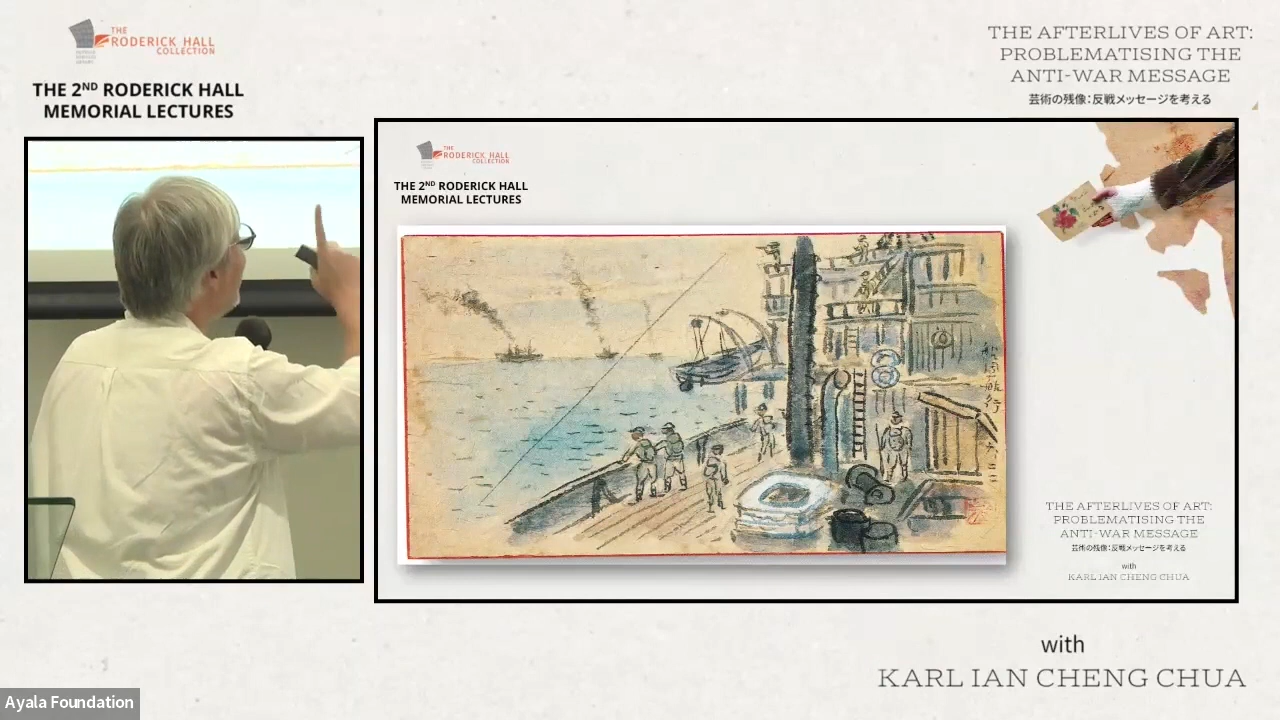 THE
RODERICK HALL
COLLECTION
THE 2ND RODERICK HALL
MEMORIAL LECTURES
THE AFTERLIVES OF ART:
PROBLEMATISING THE
ANTI-WAR MESSAGE
芸術の残像：反戦メッセージを考える
THE
RODERICK HALL
COLLECTION
THE 2ND RODERICK HALL
MEMORIAL LECTURES
THE AFTERLIVES OF ART:
PROBLEMATISING THE
ANTI-WAR MESSAGE
芸術の残像：反戦メッセージを考える
with
KARL IAN CHENG CHUA
with
KARL IAN CHENG CHUA
Ayala Foundation